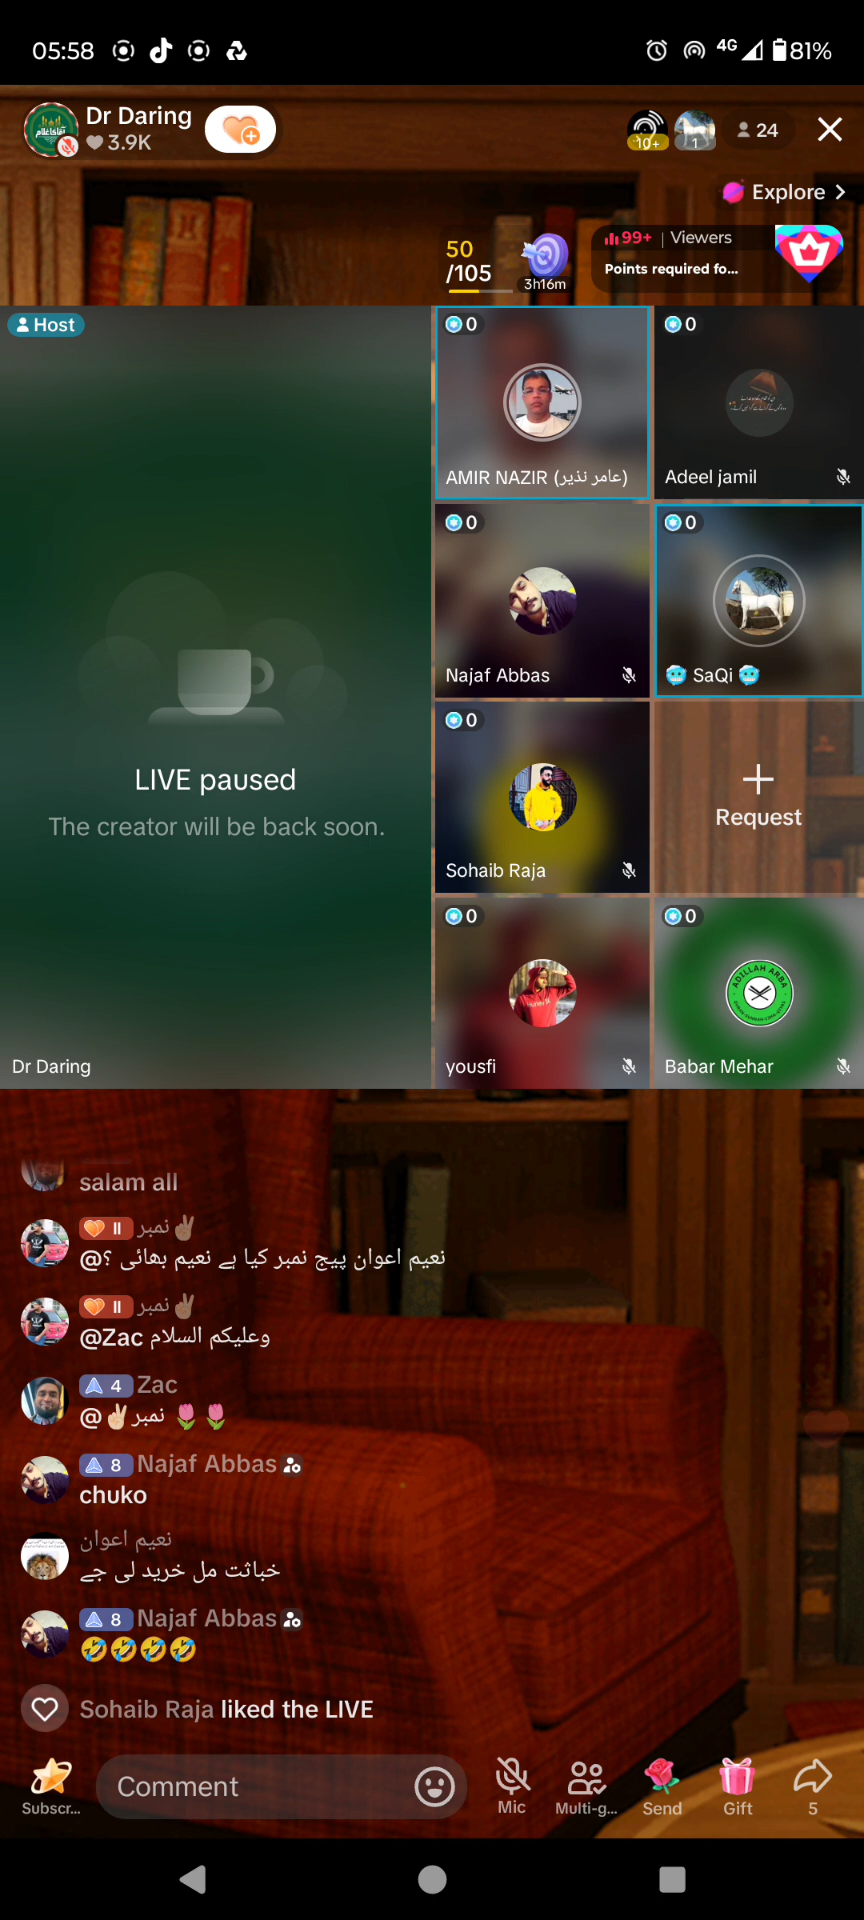 05:58
4G
81%
Dr Daring
3.9K
10+
1
24
Explore
50
/105
3h16m
99+ | Viewers
Points required fo...
Host
0
AMIR NAZIR (عامر نذیر)
0
Adeel jamil
0
Najaf Abbas
0
SaQi
LIVE paused
The creator will be back soon.
0
Sohaib Raja
Request
Dr Daring
0
yousfi
0
ADILLAH ARBA
Babar Mehar
salam all
II نمبر✌🏽
@نعیم اعوان پیج نمبر کیا ہے نعیم بھائی ؟
II نمبر✌🏽
@Zac وعلیکم السلام
4 Zac
@✌🏼نمبر 🌷🌷
8 Najaf Abbas
chuko
نعیم اعوان
خباثت مل خرید لی جے
8 Najaf Abbas
🤣🤣🤣🤣
Sohaib Raja liked the LIVE
Subscr...
Comment
Mic
Multi-g...
Send
Gift
5